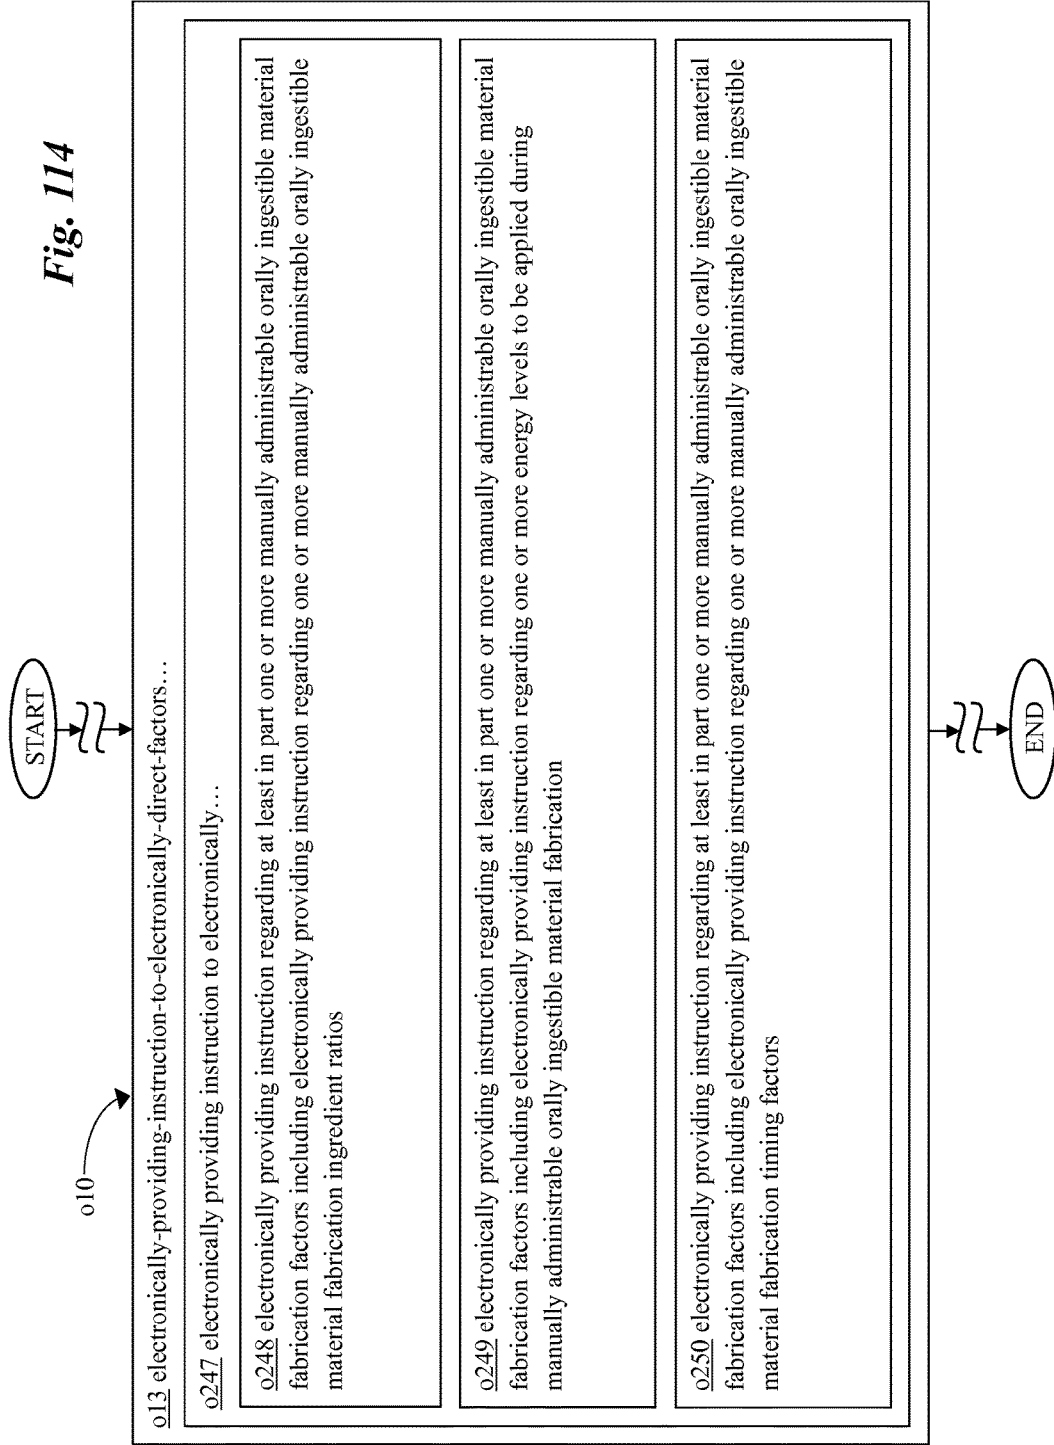 Fig. 114
START
o10
o13 electronically-providing-instruction-to-electronically-direct-factors…
o247 electronically providing instruction to electronically…
o248 electronically providing instruction regarding at least in part one or more manually administrable orally ingestible material
fabrication factors including electronically providing instruction regarding one or more manually administrable orally ingestible
material fabrication ingredient ratios
o249 electronically providing instruction regarding at least in part one or more manually administrable orally ingestible material
fabrication factors including electronically providing instruction regarding one or more energy levels to be applied during
manually administrable orally ingestible material fabrication
o250 electronically providing instruction regarding at least in part one or more manually administrable orally ingestible material
fabrication factors including electronically providing instruction regarding one or more manually administrable orally ingestible
material fabrication timing factors
END